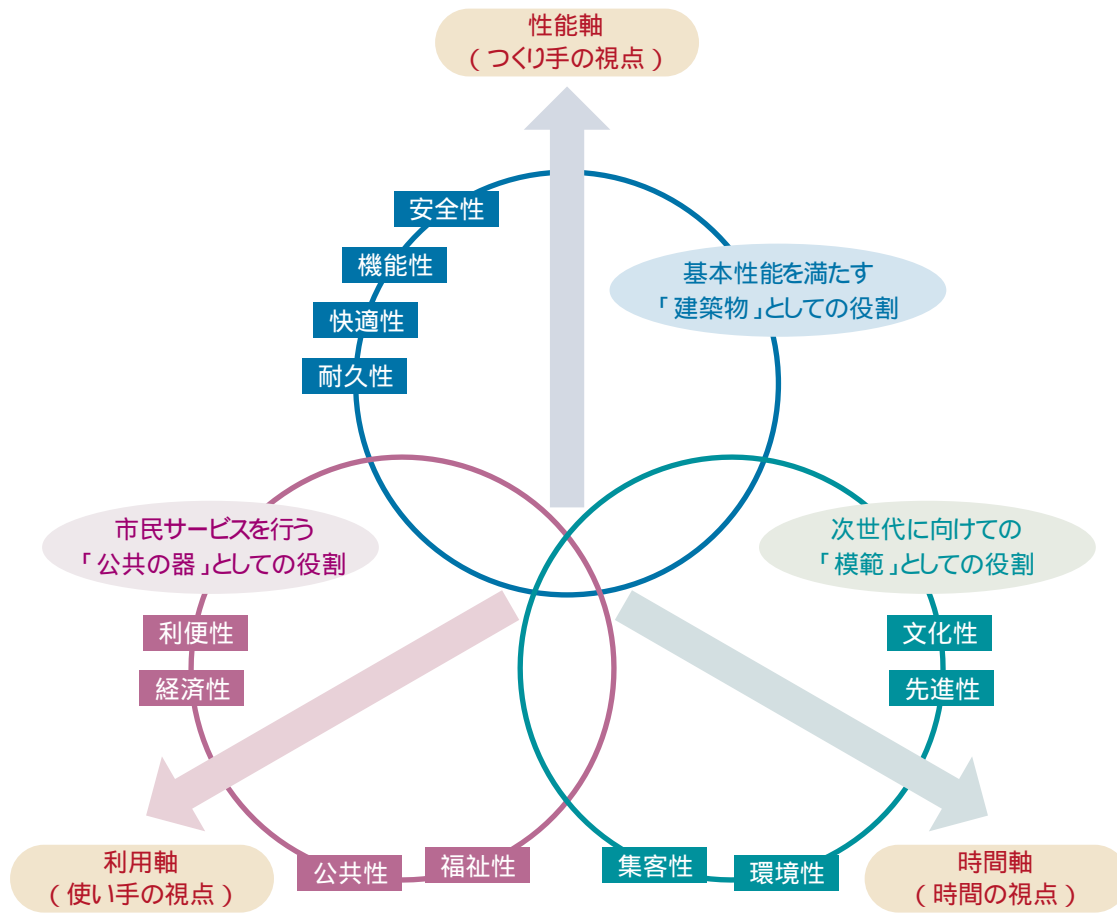 性能軸
（つくり手の視点）
安全性
機能性
快適性
耐久性
基本性能を満たす
「建築物」としての役割
市民サービスを行う
「公共の器」としての役割
次世代に向けての
「模範」としての役割
利便性
経済性
文化性
先進性
公共性
福祉性
集客性
環境性
利用軸
（使い手の視点）
時間軸
（時間の視点）